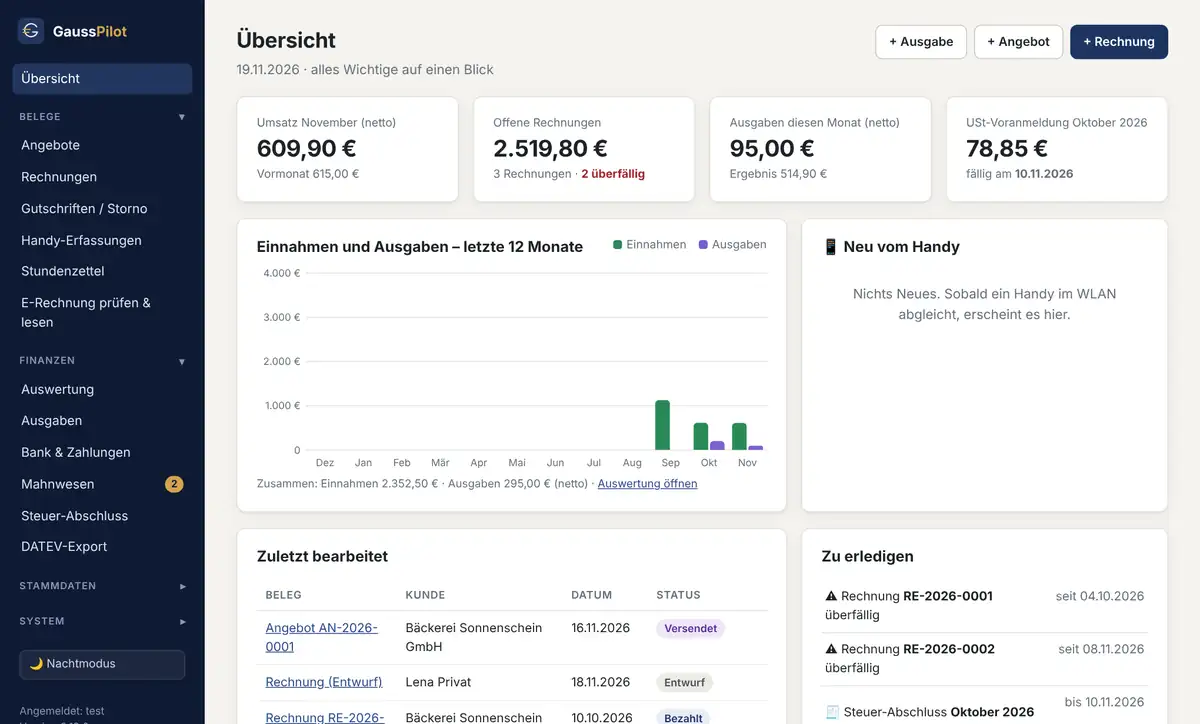 GaussPilot
Übersicht
BELEGE
Angebote
Rechnungen
Gutschriften / Storno
Handy-Erfassungen
Stundenzettel
E-Rechnung prüfen &
lesen
FINANZEN
Auswertung
Ausgaben
Bank & Zahlungen
Mahnwesen 2
Steuer-Abschluss
DATEV-Export
STAMMDATEN
SYSTEM
🌙 Nachtmodus
Angemeldet: test
Übersicht
19.11.2026 · alles Wichtige auf einen Blick
+ Ausgabe + Angebot + Rechnung
Umsatz November (netto)
609,90 €
Vormonat 615,00 €
Offene Rechnungen
2.519,80 €
3 Rechnungen · 2 überfällig
Ausgaben diesen Monat (netto)
95,00 €
Ergebnis 514,90 €
USt-Voranmeldung Oktober 2026
78,85 €
fällig am 10.11.2026
Einnahmen und Ausgaben – letzte 12 Monate
Einnahmen Ausgaben
4.000 €
3.000 €
2.000 €
1.000 €
0
Dez Jan Feb Mär Apr Mai Jun Jul Aug Sep Okt Nov
Zusammen: Einnahmen 2.352,50 € · Ausgaben 295,00 € (netto) · Auswertung öffnen
📱 Neu vom Handy
Nichts Neues. Sobald ein Handy im WLAN
abgleicht, erscheint es hier.
Zuletzt bearbeitet
BELEG KUNDE DATUM STATUS
Angebot AN-2026-
0001
Bäckerei Sonnenschein
GmbH
16.11.2026 Versendet
Rechnung (Entwurf) Lena Privat 18.11.2026 Entwurf
Rechnung RE-2026- Bäckerei Sonnenschein 10.10.2026 Bezahlt
Zu erledigen
⚠ Rechnung RE-2026-0001
überfällig
seit 04.10.2026
⚠ Rechnung RE-2026-0002
überfällig
seit 08.11.2026
🧾 Steuer-Abschluss Oktober 2026
bis 10.11.2026